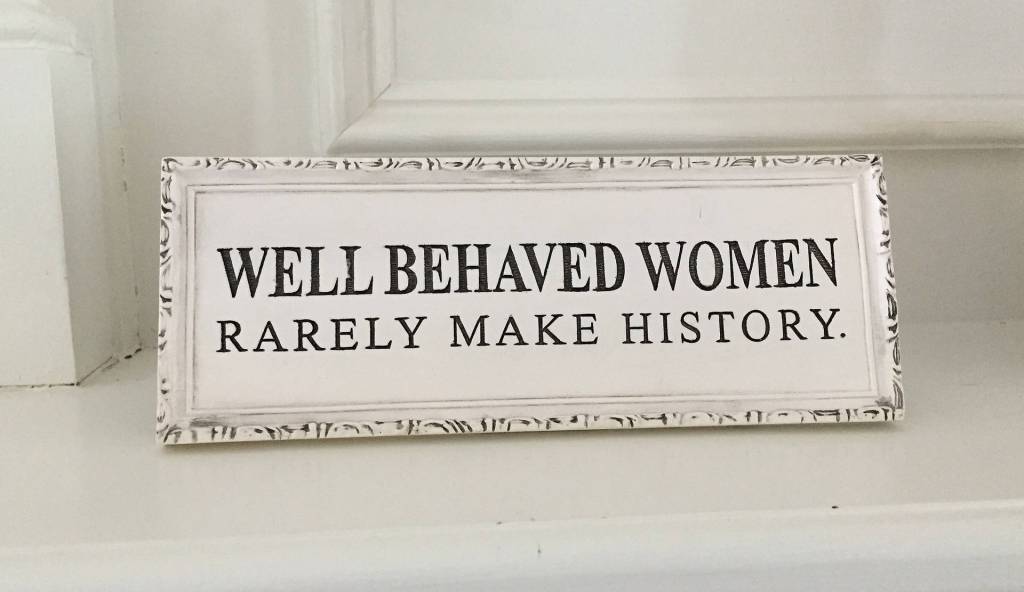 WELL BEHAVED WOMEN
RARELY MAKE HISTORY.